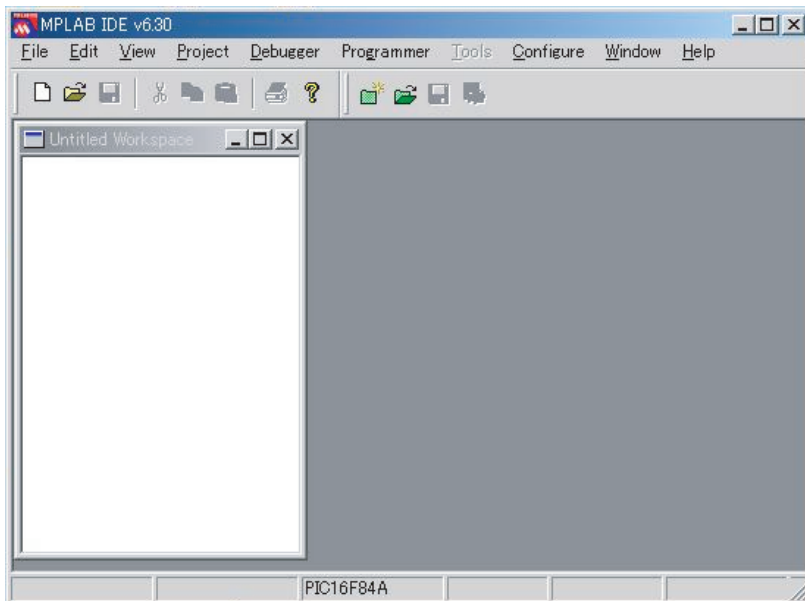 MPLAB IDE v6.30
File Edit View Project Debugger Programmer Tools Configure Window Help
Untitled Workspace
PIC16F84A